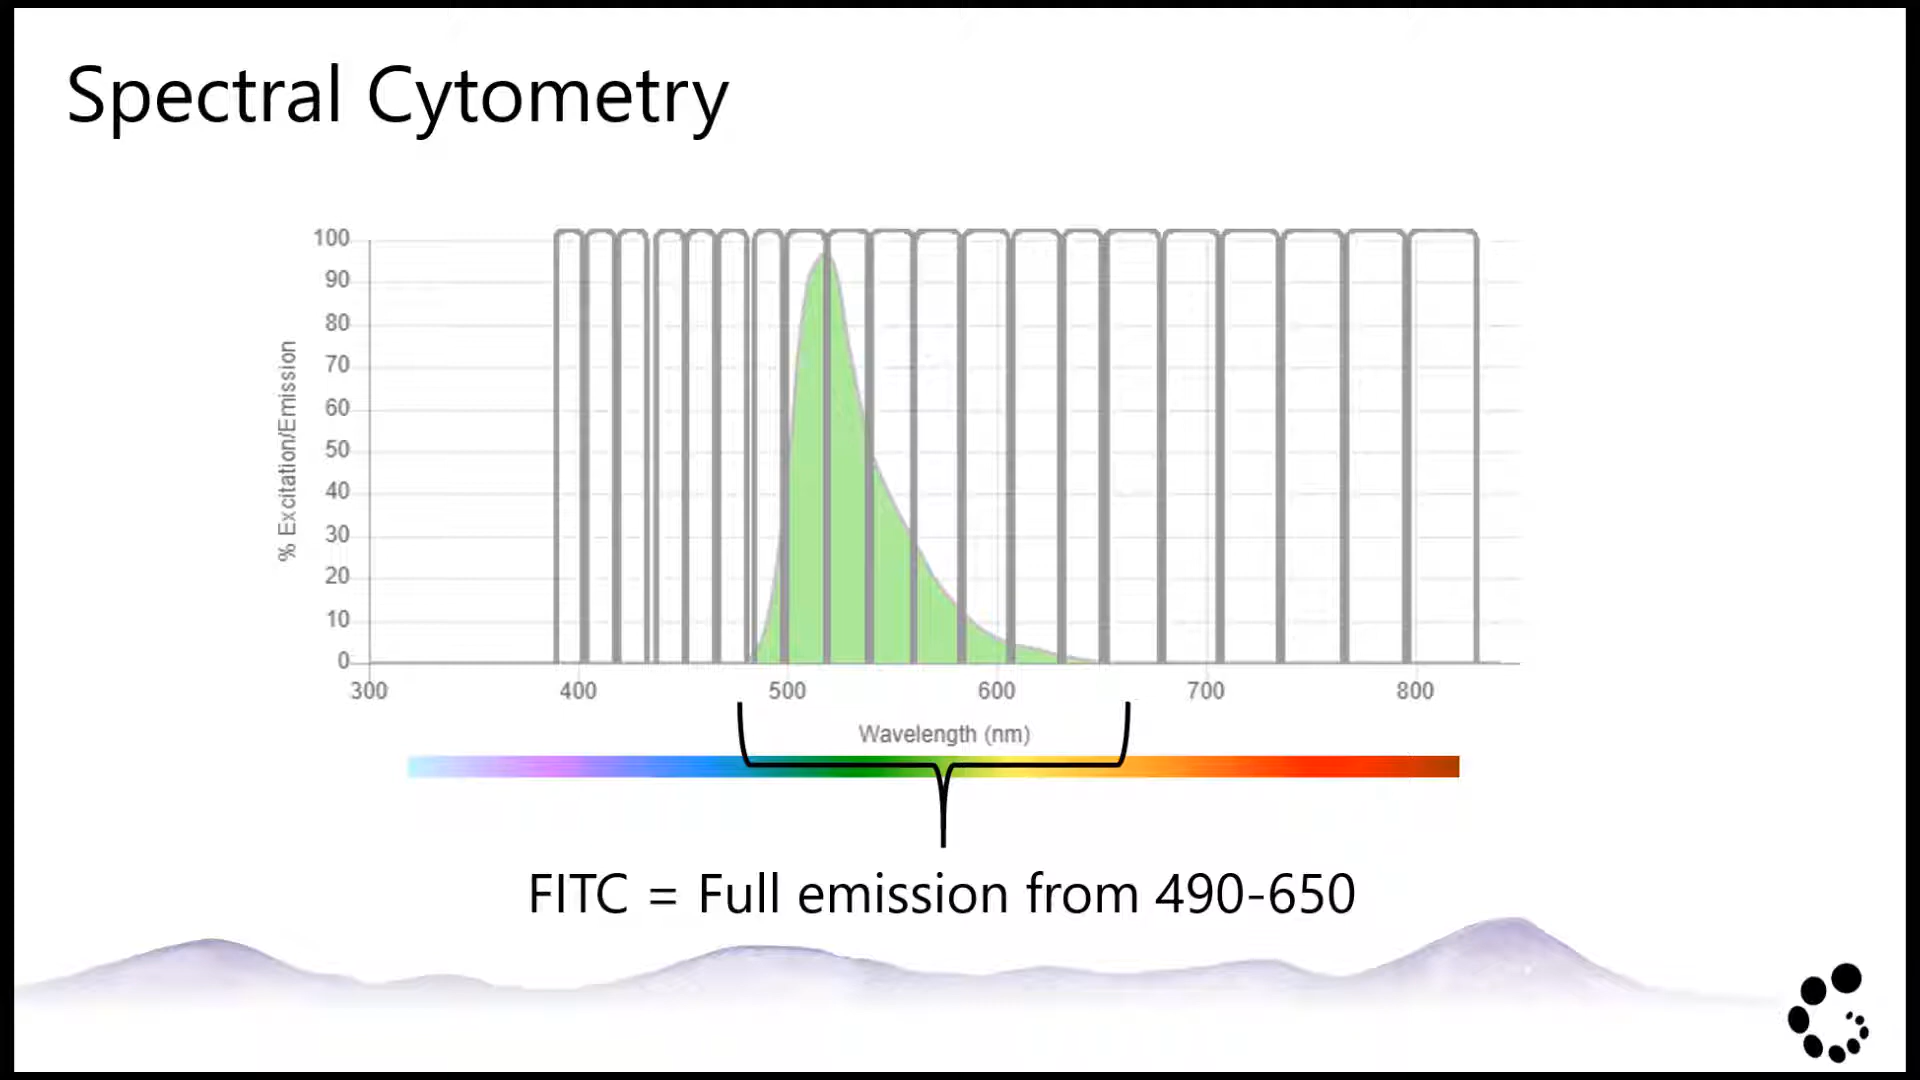 Spectral Cytometry
100
90
80
70
60
50
40
30
20
10
0
% Excitation/Emission
300 400 500 600 700 800
Wavelength (nm)
FITC = Full emission from 490-650